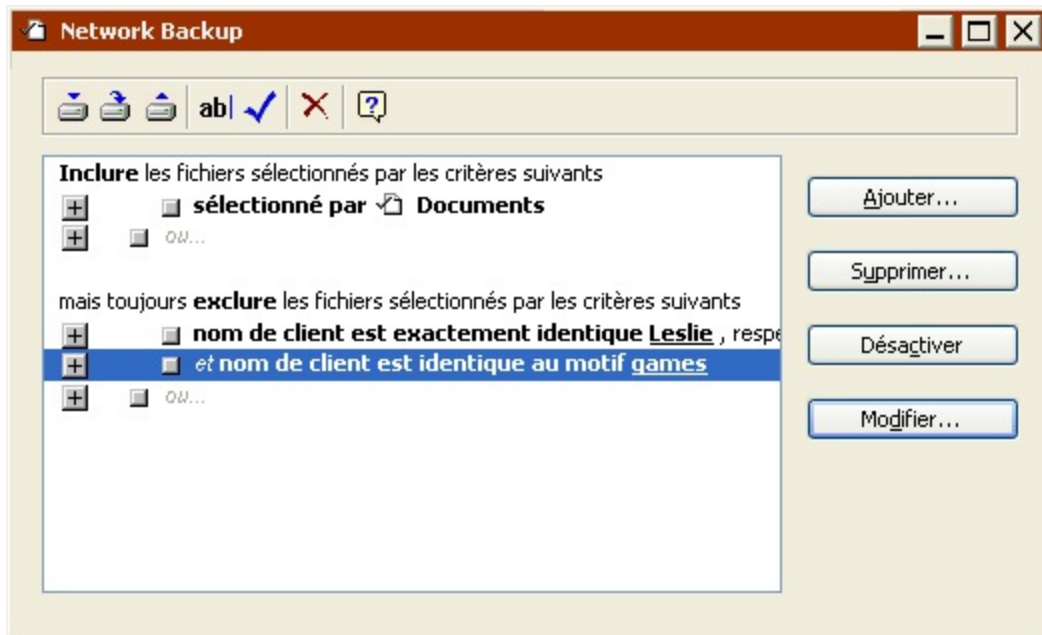 Network Backup
ab|
Inclure les fichiers sélectionnés par les critères suivants
sélectionné par Documents
ou...
mais toujours exclure les fichiers sélectionnés par les critères suivants
nom de client est exactement identique Leslie , respe
et nom de client est identique au motif games
ou...
Ajouter...
Supprimer...
Désactiver
Modifier...